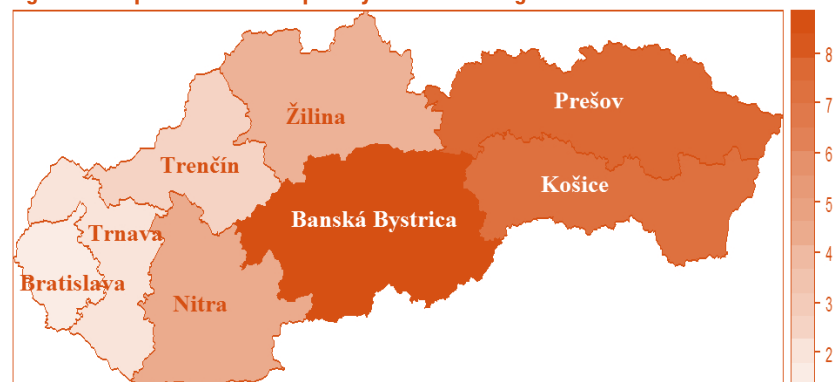 Prešov
Žilina
Trenčín
Košice
Banská Bystrica
Trnava
Bratislava
Nitra
8
7
6
5
4
3
2